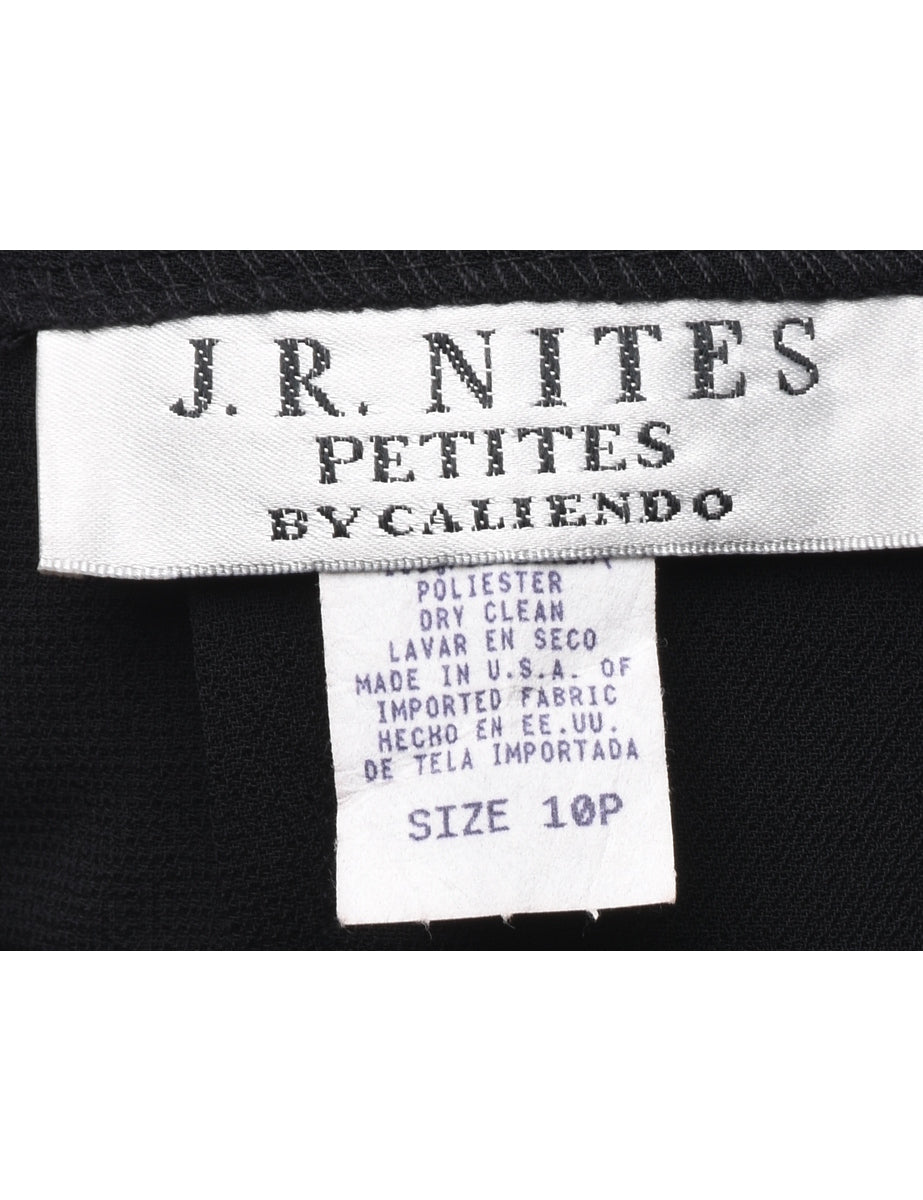 J.R. NITES
PETITES
BY CALIENDO
POLIESTER
DRY CLEAN
LAVAR EN SECO
MADE IN U.S.A. OF
IMPORTED FABRIC
HECHO EN EE.UU.
DE TELA IMPORTADA
SIZE 10P